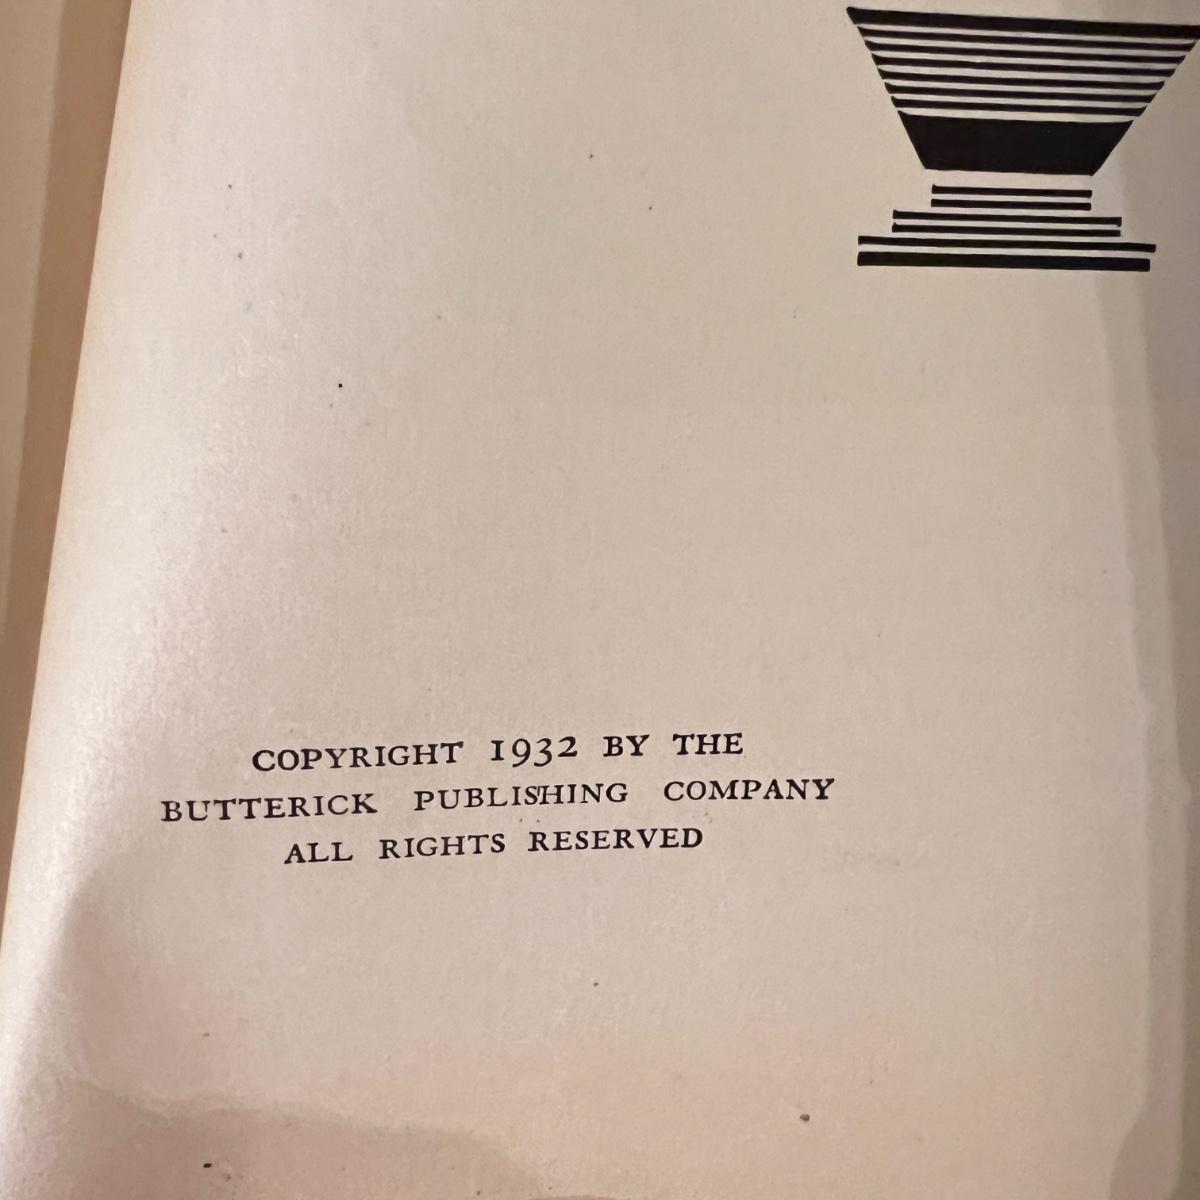 COPYRIGHT 1932 BY THE
BUTTERICK PUBLISHING COMPANY
ALL RIGHTS RESERVED